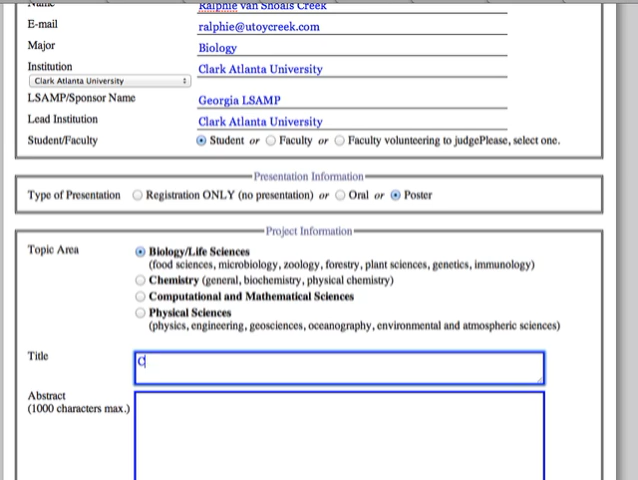 Name Ralphie Van Shoals Creek
E-mail ralphie@utoycreek.com
Major Biology
Institution Clark Atlanta University
Clark Atlanta University
LSAMP/Sponsor Name Georgia LSAMP
Lead Institution Clark Atlanta University
Student/Faculty Student or Faculty or Faculty volunteering to judgePlease, select one.
Presentation Information
Type of Presentation Registration ONLY (no presentation) or Oral or Poster
Project Information
Topic Area Biology/Life Sciences
(food sciences, microbiology, zoology, forestry, plant sciences, genetics, immunology)
Chemistry (general, biochemistry, physical chemistry)
Computational and Mathematical Sciences
Physical Sciences
(physics, engineering, geosciences, oceanography, environmental and atmospheric sciences)
Title C
Abstract
(1000 characters max.)